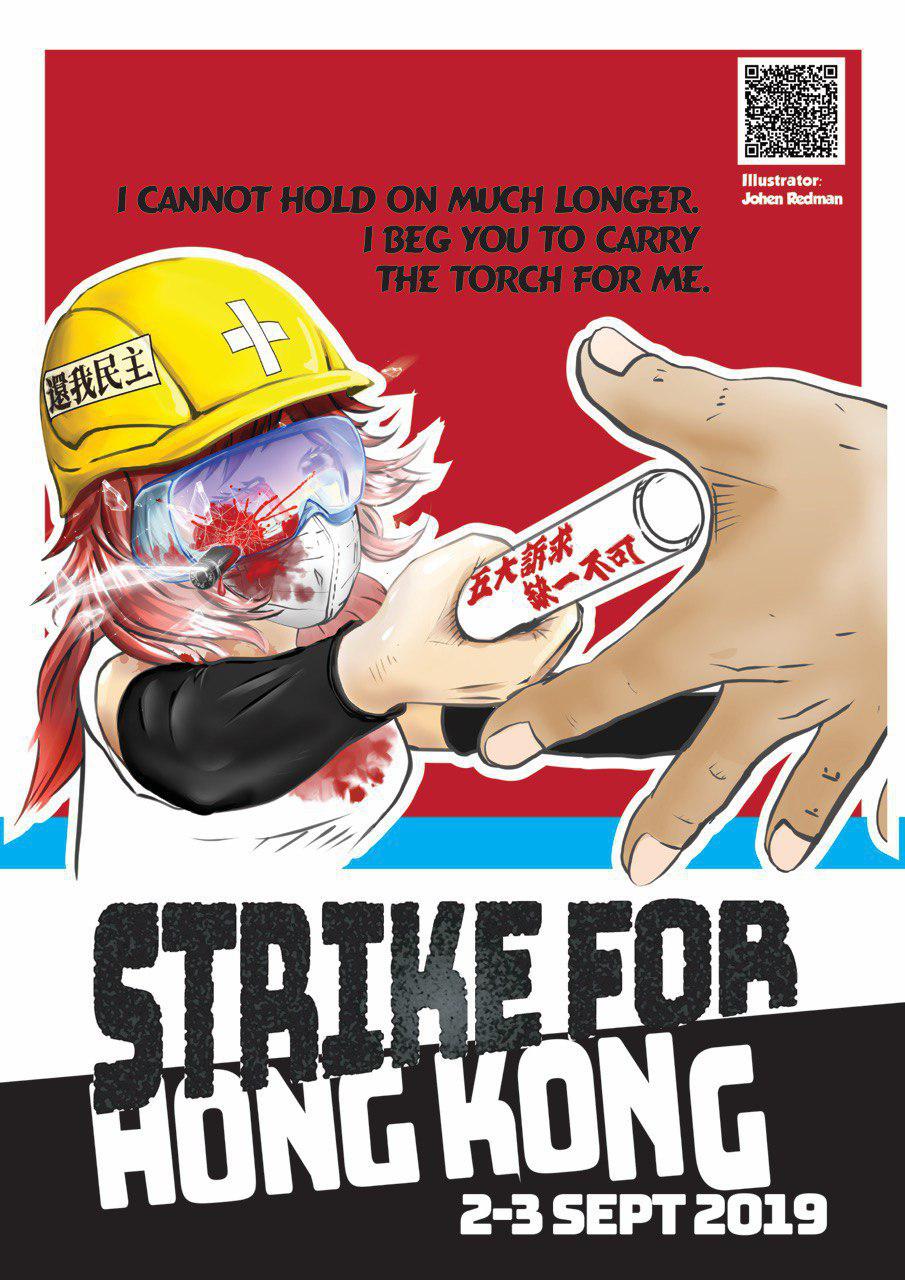 Illustrator:
Johen Redman
I CANNOT HOLD ON MUCH LONGER.
I BEG YOU TO CARRY
THE TORCH FOR ME.
還我民主
五大訴求
缺一不可
STRIKE FOR
HONG KONG
2-3 SEPT 2019